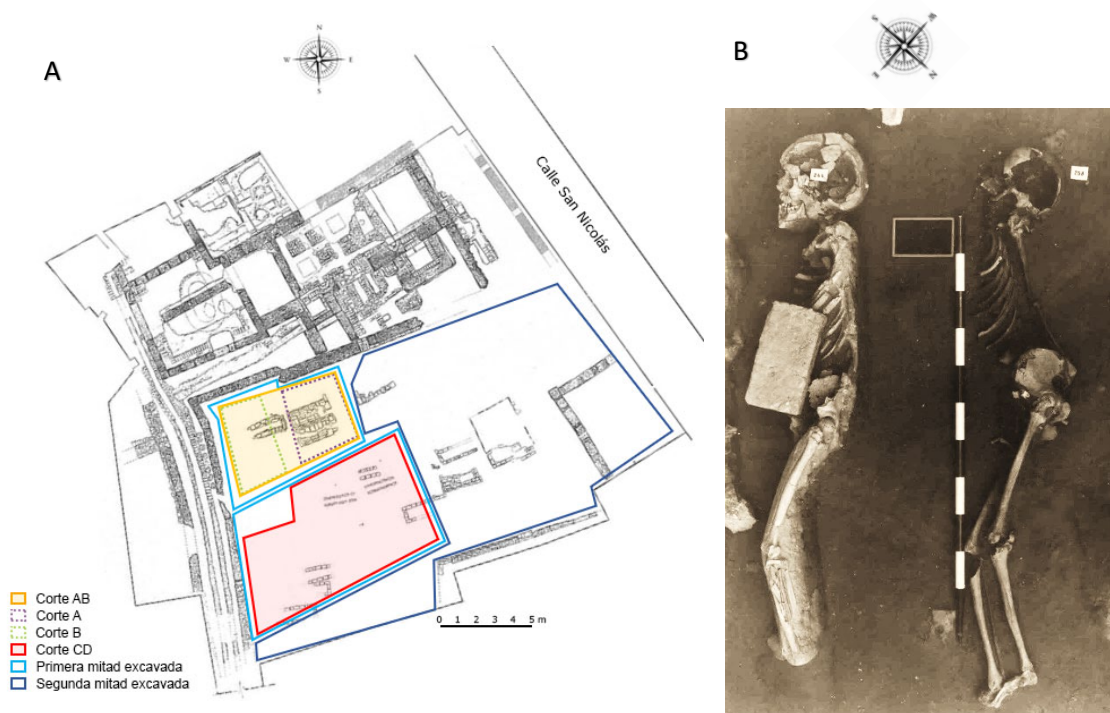 A
N
W
E
S
Calle San Nicolás
Corte AB
Corte A
Corte B
Corte CD
Primera mitad excavada
Segunda mitad excavada
0 1 2 3 4 5 m
B